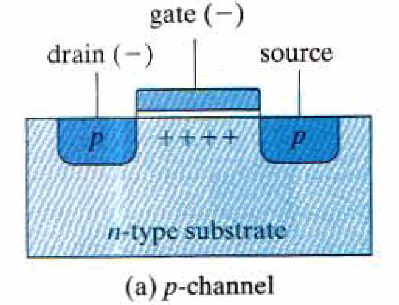 gate (−)
drain (−) source
p ++++ p
n-type substrate
(a) p-channel